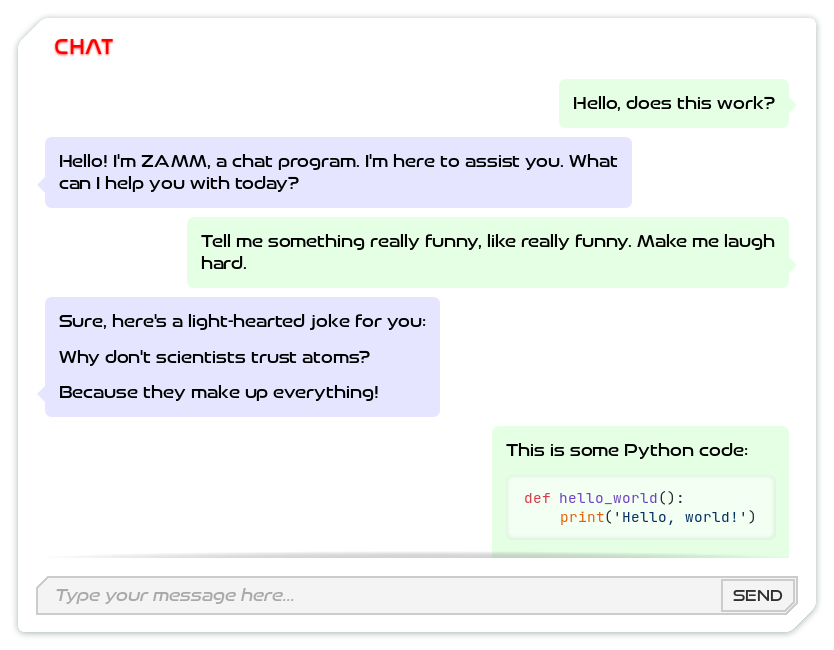 CHAT
Hello, does this work?
Hello! I'm ZAMM, a chat program. I'm here to assist you. What
can I help you with today?
Tell me something really funny, like really funny. Make me laugh
hard.
Sure, here's a light-hearted joke for you:
Why don't scientists trust atoms?
Because they make up everything!
This is some Python code:
def hello_world():
    print('Hello, world!')
Type your message here...
SEND